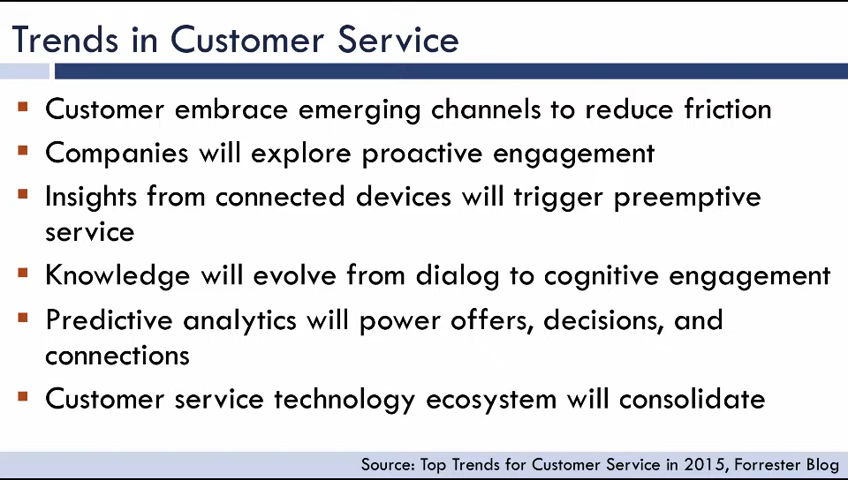 Trends in Customer Service
Customer embrace emerging channels to reduce friction
Companies will explore proactive engagement
Insights from connected devices will trigger preemptive
service
Knowledge will evolve from dialog to cognitive engagement
Predictive analytics will power offers, decisions, and
connections
Customer service technology ecosystem will consolidate
Source: Top Trends for Customer Service in 2015, Forrester Blog